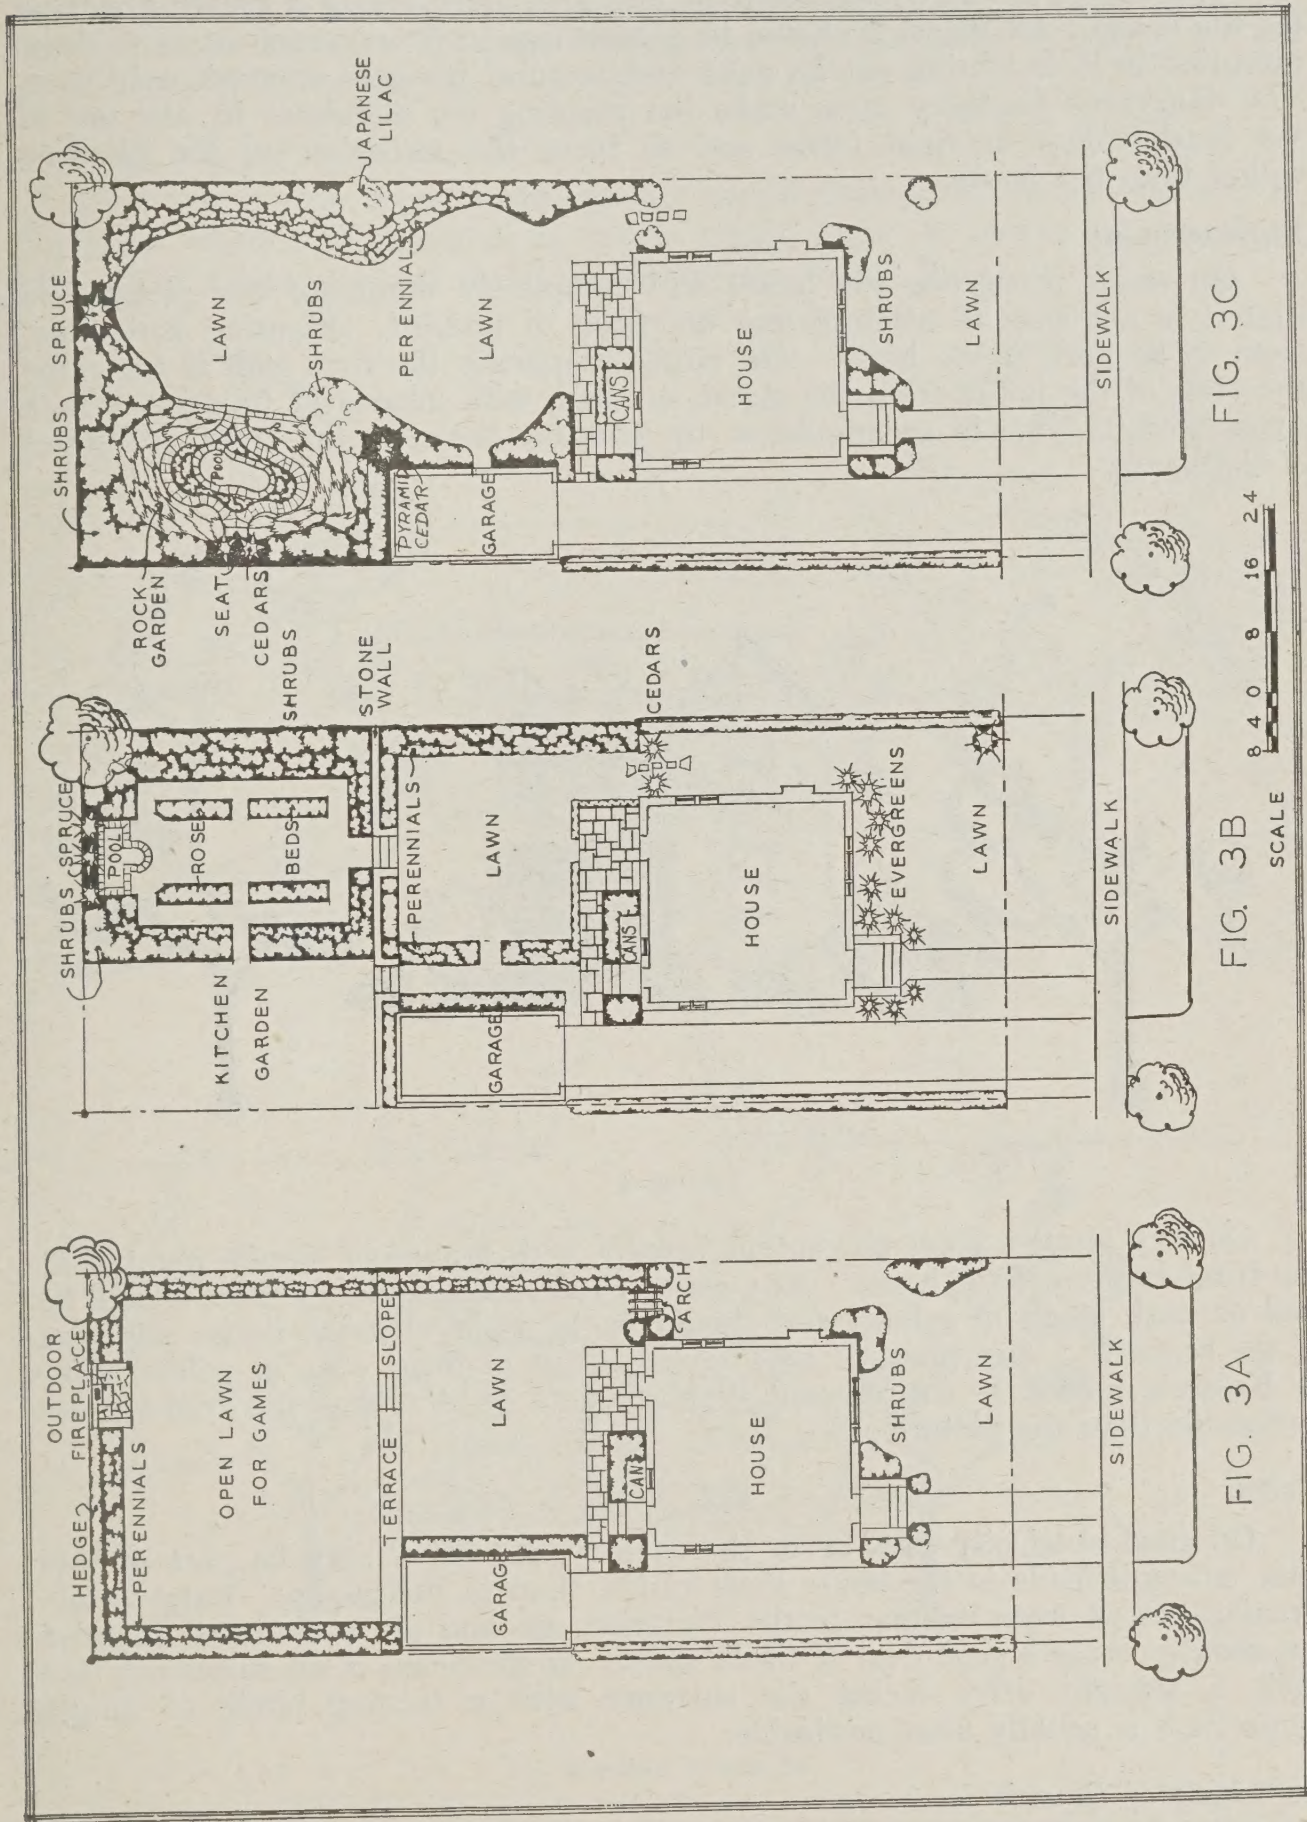 OUTDOOR
FIREPLACE
HEDGE
PERENNIALS
OPEN LAWN
FOR GAMES
TERRACE
SLOPE
LAWN
GARAGE
CANS
ARCH
HOUSE
SHRUBS
LAWN
SIDEWALK
FIG. 3A
SHRUBS
SPRUCE
POOL
ROSE
BEDS
KITCHEN
GARDEN
SHRUBS
STONE
WALL
PERENNIALS
LAWN
GARAGE
CANS
CEDARS
HOUSE
EVERGREENS
LAWN
SIDEWALK
FIG. 3B
SHRUBS
SPRUCE
JAPANESE
LILAC
ROCK
GARDEN
SEAT
CEDARS
POOL
LAWN
SHRUBS
PERENNIALS
LAWN
PYRAMID
CEDAR
GARAGE
CANS
HOUSE
SHRUBS
LAWN
SIDEWALK
FIG. 3C
8 4 0 8 16 24
SCALE